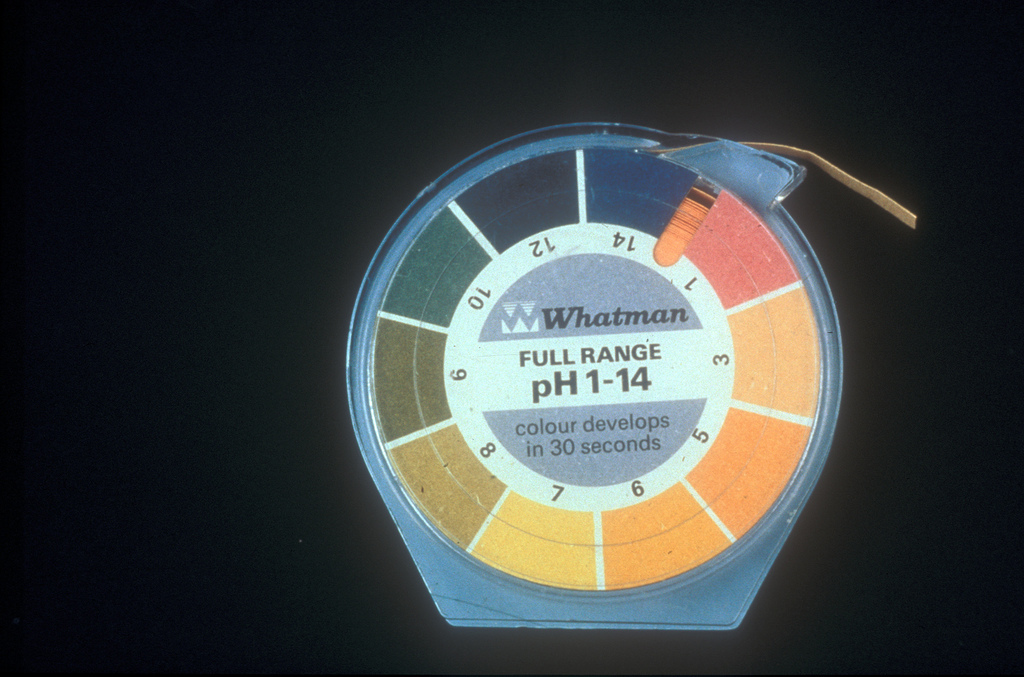 Whatman
FULL RANGE
pH 1-14
colour develops
in 30 seconds
1
3
5
6
7
8
9
10
12
14